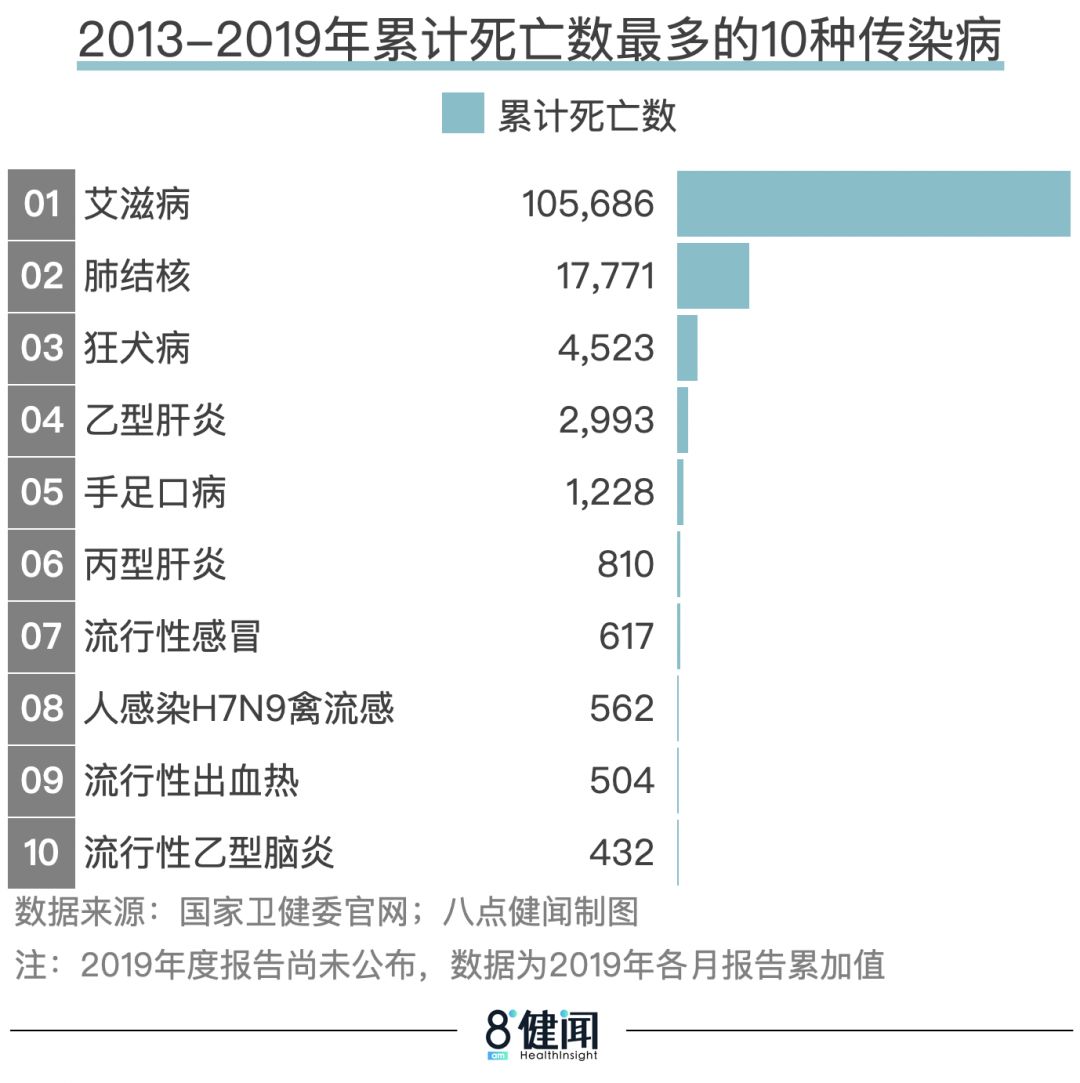 2013-2019年累计死亡数最多的10种传染病
累计死亡数
01 艾滋病 105,686
02 肺结核 17,771
03 狂犬病 4,523
04 乙型肝炎 2,993
05 手足口病 1,228
06 丙型肝炎 810
07 流行性感冒 617
08 人感染H7N9禽流感 562
09 流行性出血热 504
10 流行性乙型脑炎 432
数据来源：国家卫健委官网；八点健闻制图
注：2019年度报告尚未公布，数据为2019年各月报告累加值
8°健闻
am HealthInsight